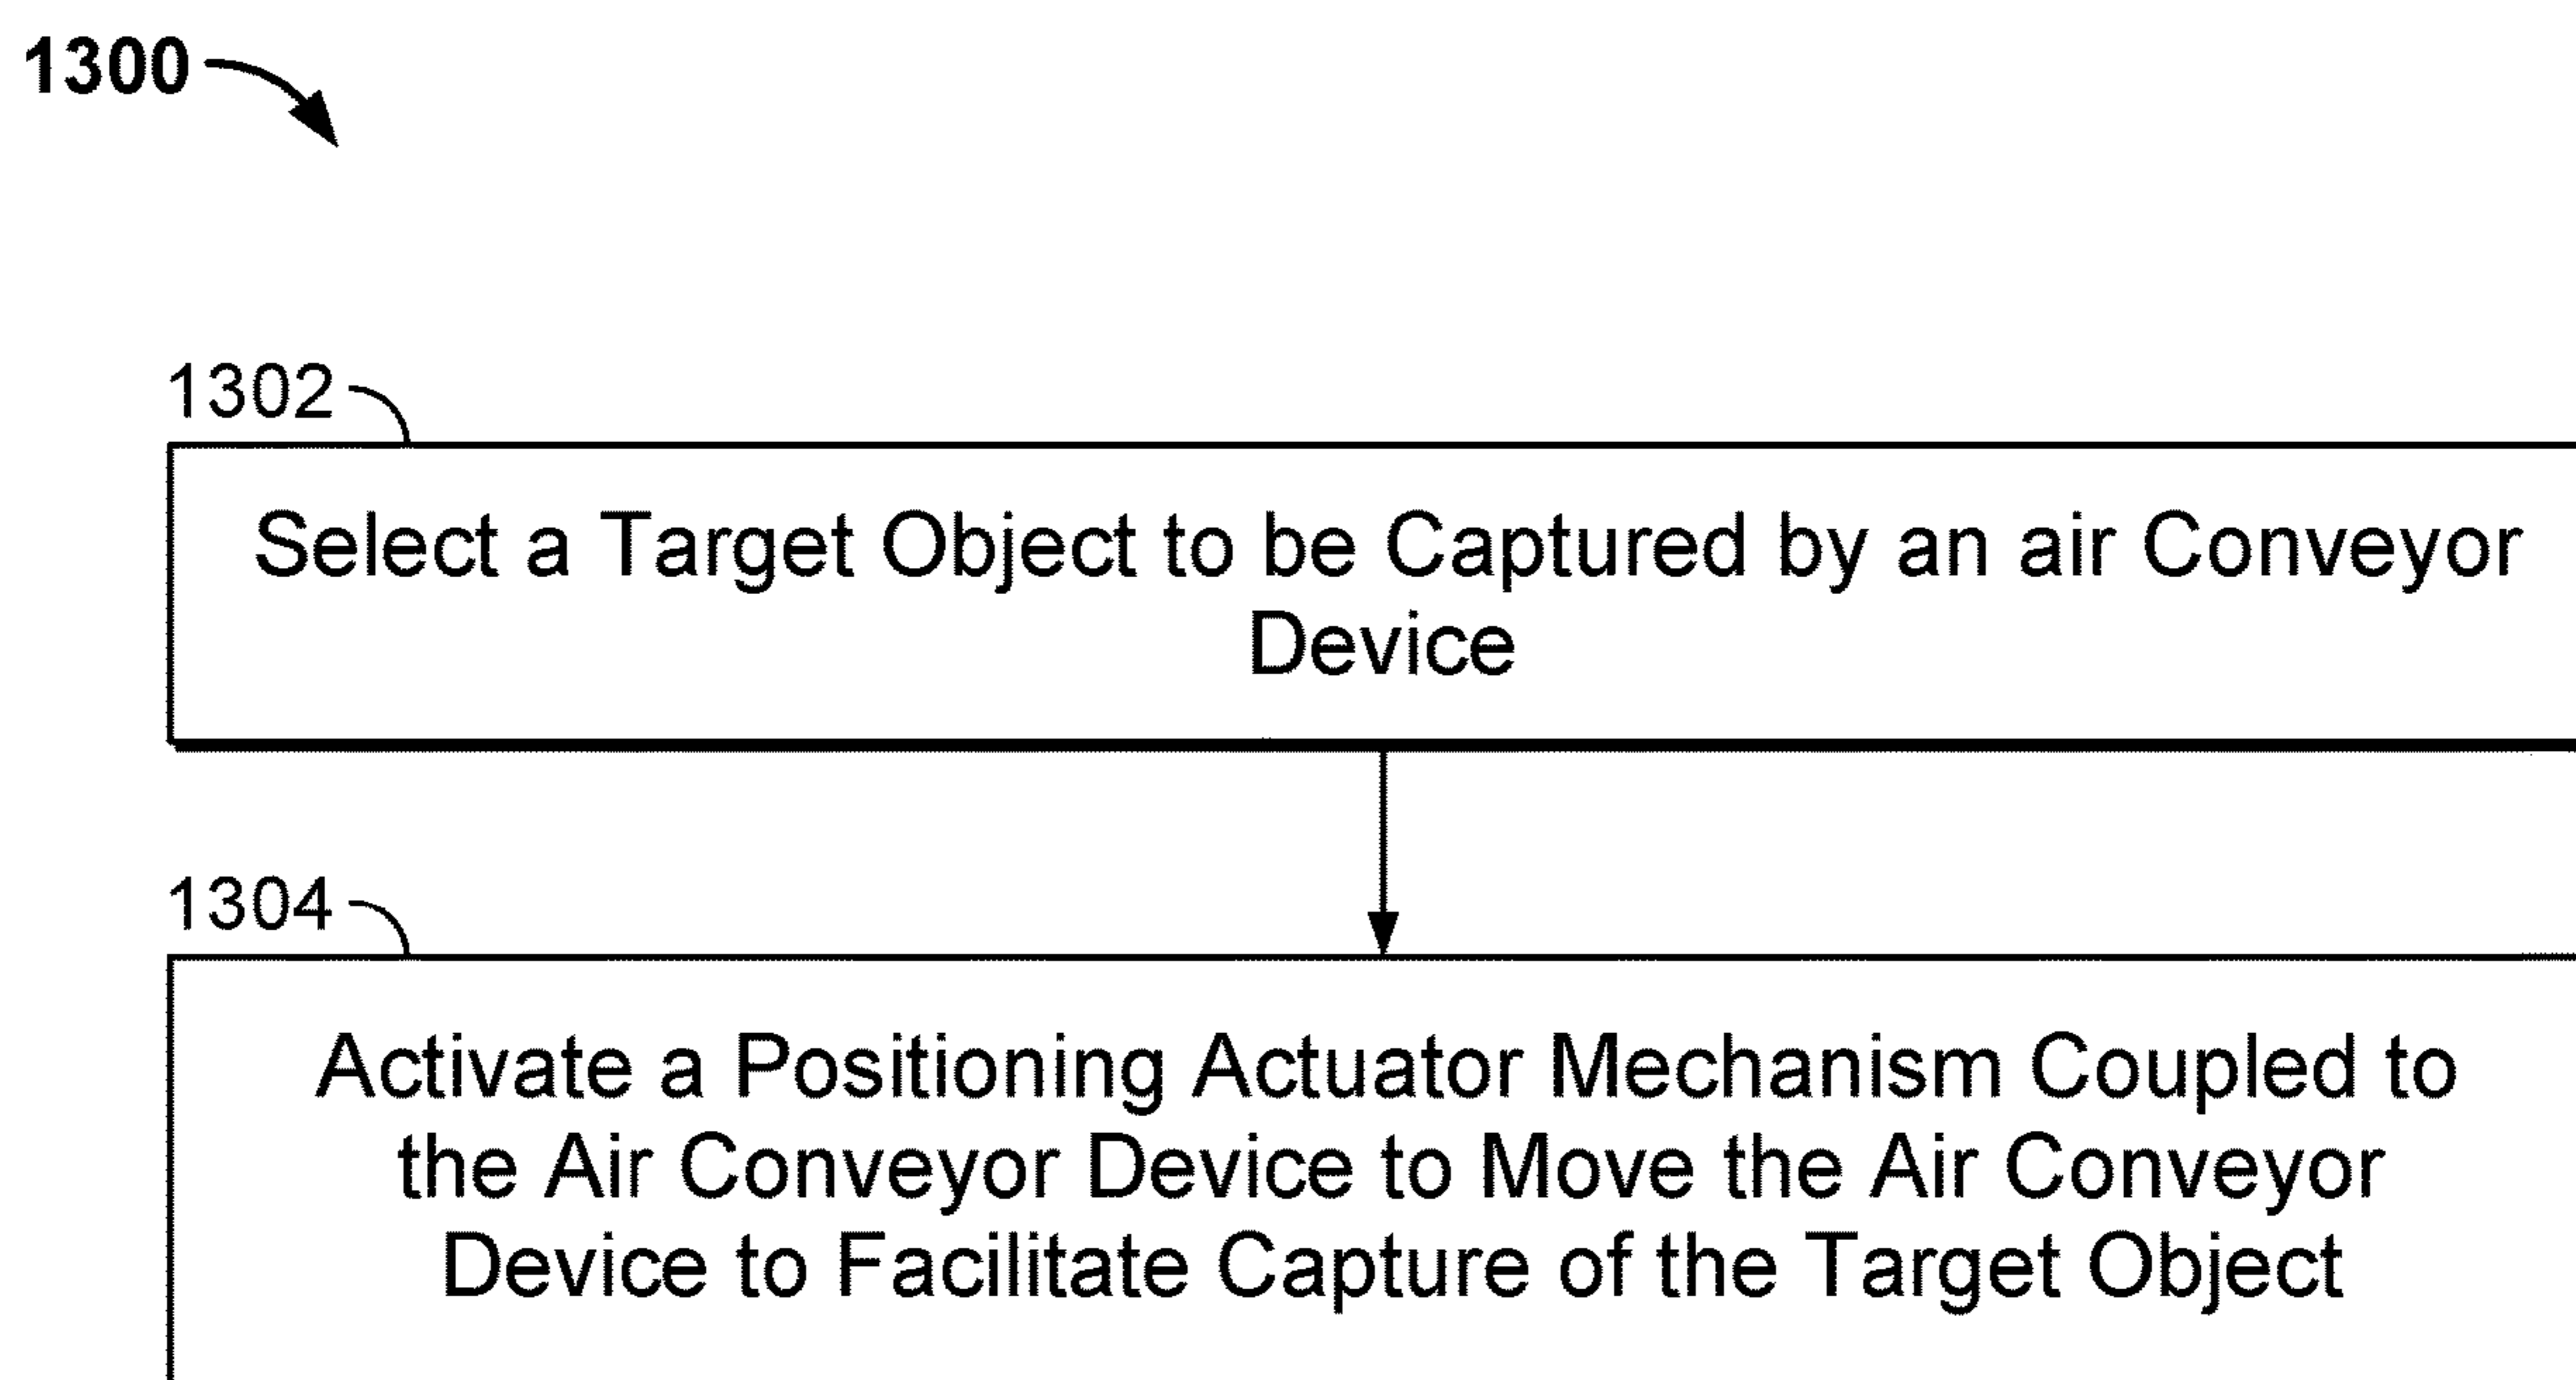 1300
1302
Select a Target Object to be Captured by an air Conveyor
Device
1304
Activate a Positioning Actuator Mechanism Coupled to
the Air Conveyor Device to Move the Air Conveyor
Device to Facilitate Capture of the Target Object